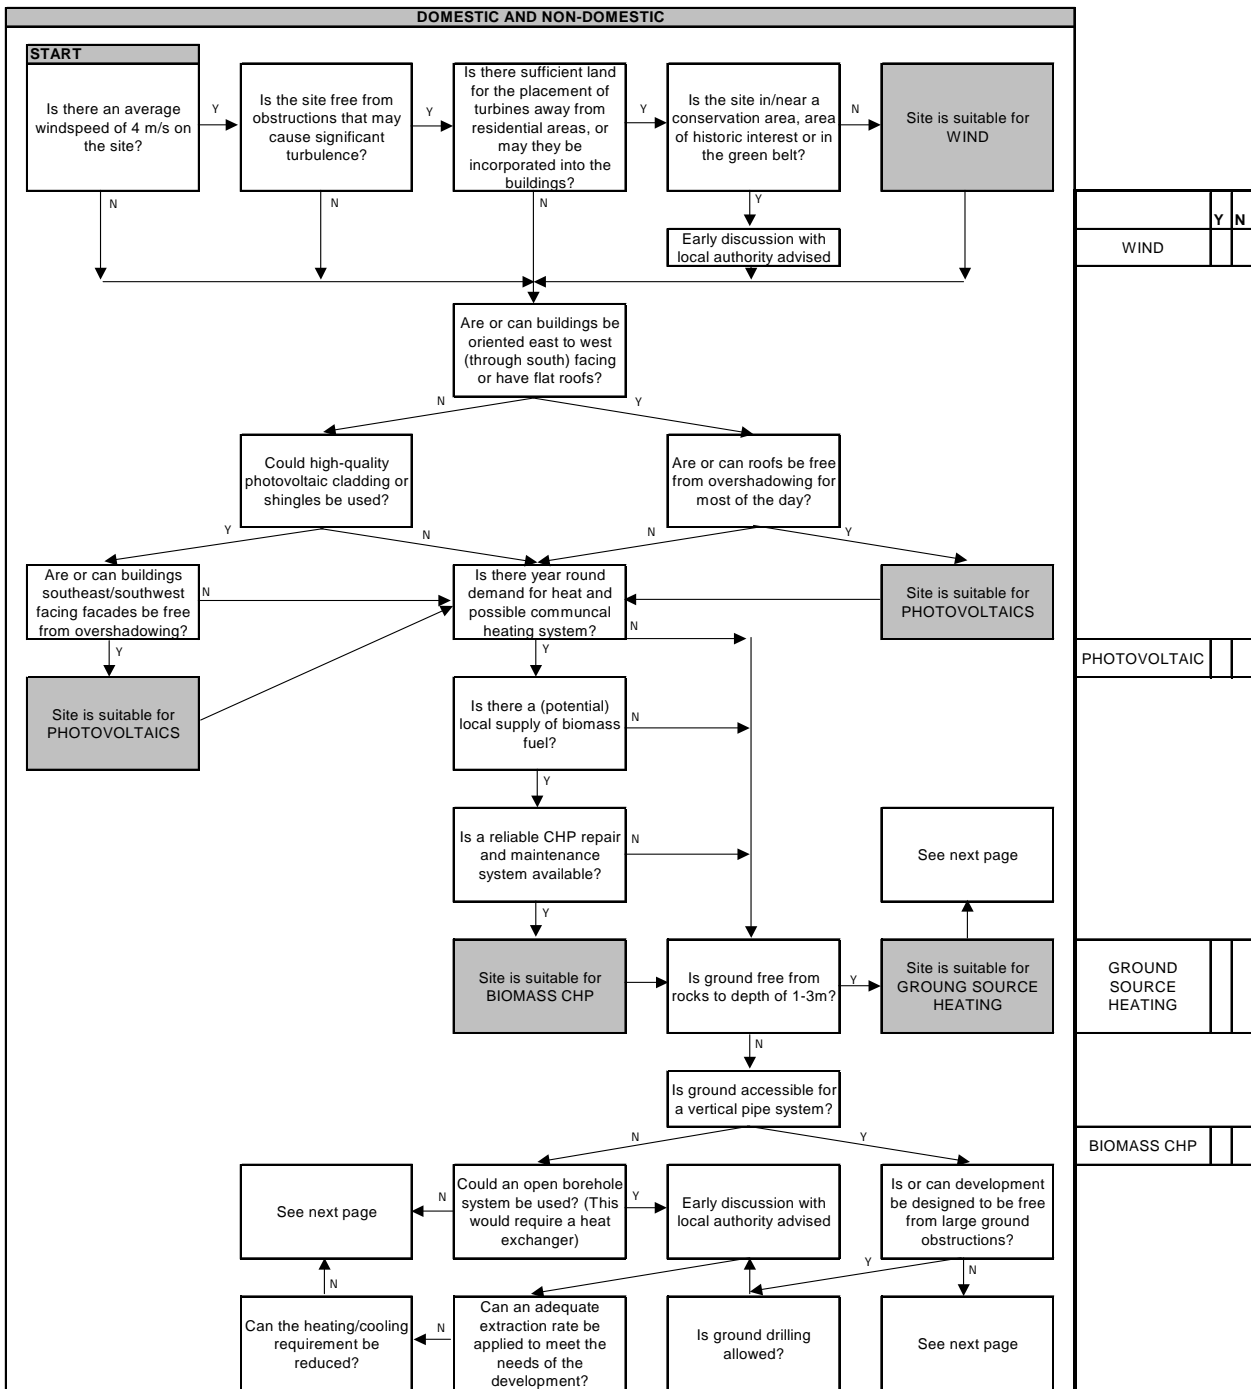 DOMESTIC AND NON-DOMESTIC
START
Is there an average
windspeed of 4 m/s on
the site?
Y
Is the site free from
obstructions that may
cause significant
turbulence?
Y
Is there sufficient land
for the placement of
turbines away from
residential areas, or
may they be
incorporated into the
buildings?
Y
Is the site in/near a
conservation area, area
of historic interest or in
the green belt?
N
Site is suitable for
WIND
N
N
N
Y
Y N
Early discussion with
local authority advised
WIND
Are or can buildings be
oriented east to west
(through south) facing
or have flat roofs?
N
Y
Could high-quality
photovoltaic cladding or
shingles be used?
Are or can roofs be free
from overshadowing for
most of the day?
Y
N
N
Y
Are or can buildings
southeast/southwest
facing facades be free
from overshadowing?
N
Is there year round
demand for heat and
possible communcal
heating system?
N
Site is suitable for
PHOTOVOLTAICS
Y
Y
PHOTOVOLTAIC
Site is suitable for
PHOTOVOLTAICS
Is there a (potential)
local supply of biomass
fuel?
N
Y
Is a reliable CHP repair
and maintenance
system available?
N
See next page
Y
Site is suitable for
BIOMASS CHP
Is ground free from
rocks to depth of 1-3m?
Y
Site is suitable for
GROUNG SOURCE
HEATING
GROUND
SOURCE
HEATING
N
Is ground accessible for
a vertical pipe system?
N
Y
BIOMASS CHP
See next page
N
Could an open borehole
system be used? (This
would require a heat
exchanger)
Y
Early discussion with
local authority advised
Is or can development
be designed to be free
from large ground
obstructions?
N
Y
N
Can the heating/cooling
requirement be
reduced?
N
Can an adequate
extraction rate be
applied to meet the
needs of the
development?
Is ground drilling
allowed?
See next page